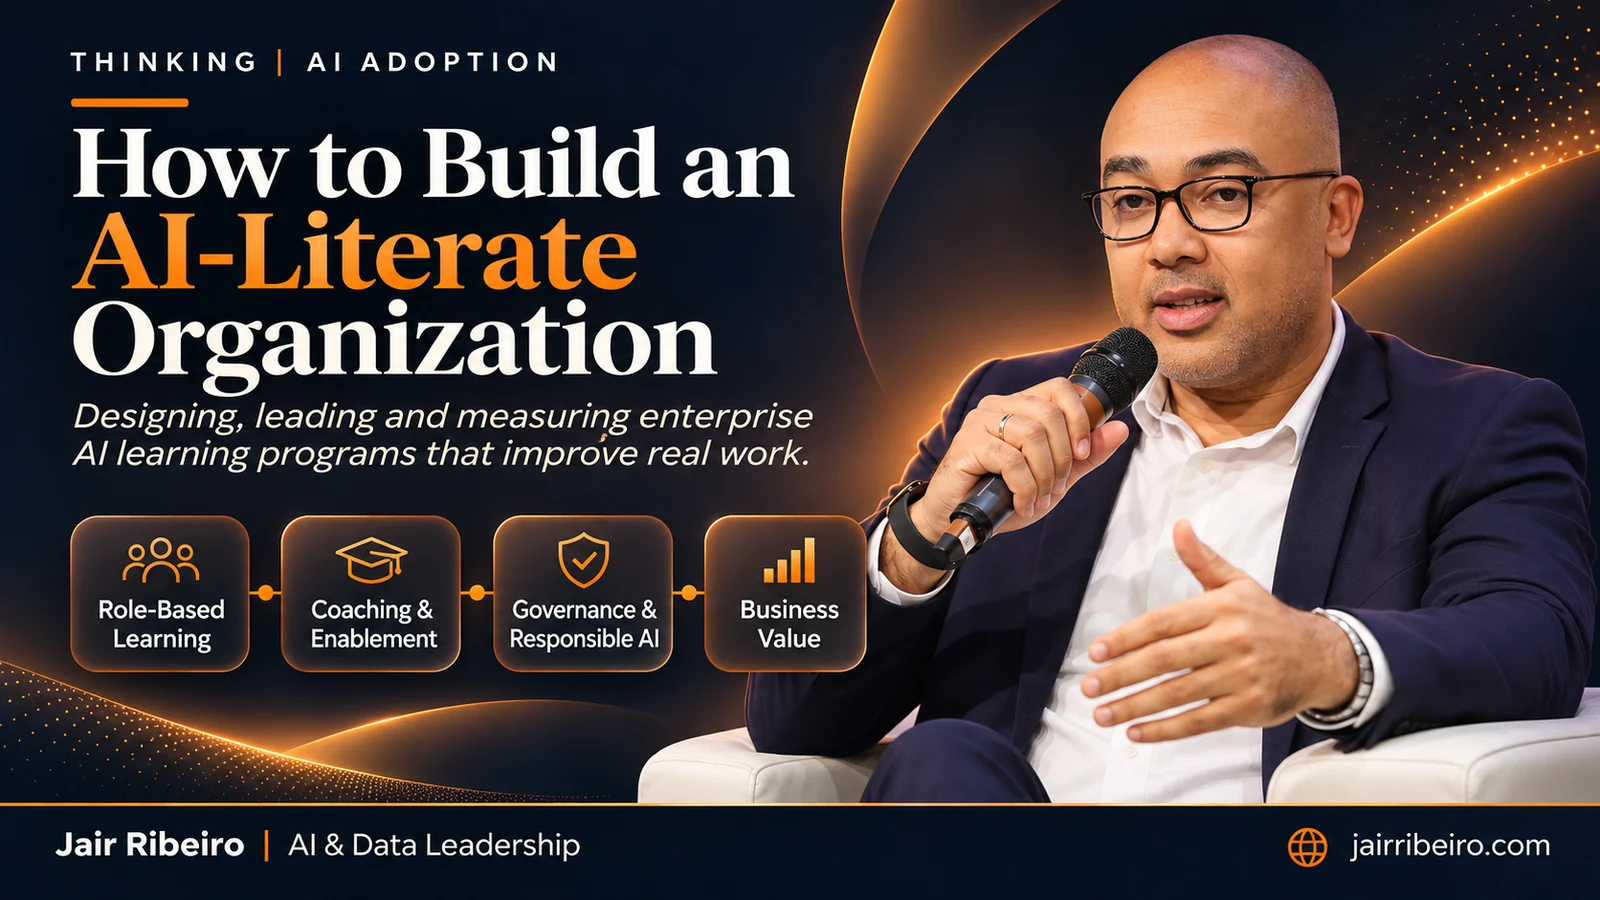 THINKING | AI ADOPTION
How to Build an
AI-Literate
Organization
Designing, leading and measuring enterprise
AI learning programs that improve real work.
Role-Based
Learning
Coaching &
Enablement
Governance &
Responsible AI
Business
Value
Jair Ribeiro | AI & Data Leadership
jairribeiro.com